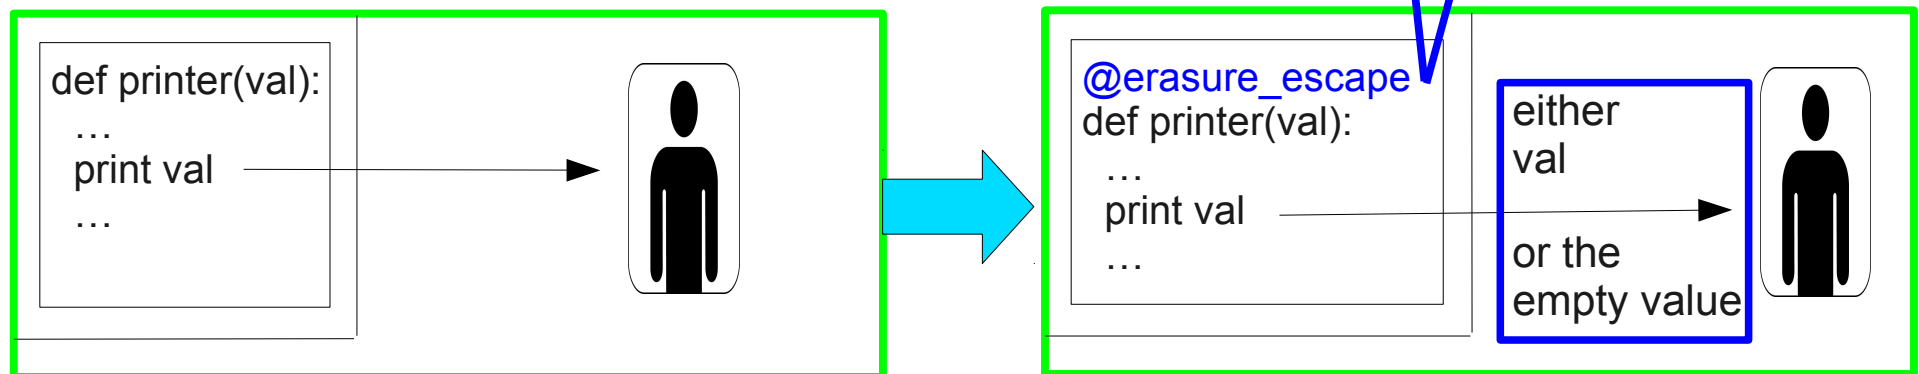 def printer(val):
…
print val
…
@erasure_escape
def printer(val):
…
print val
…
either
val
or the
empty value